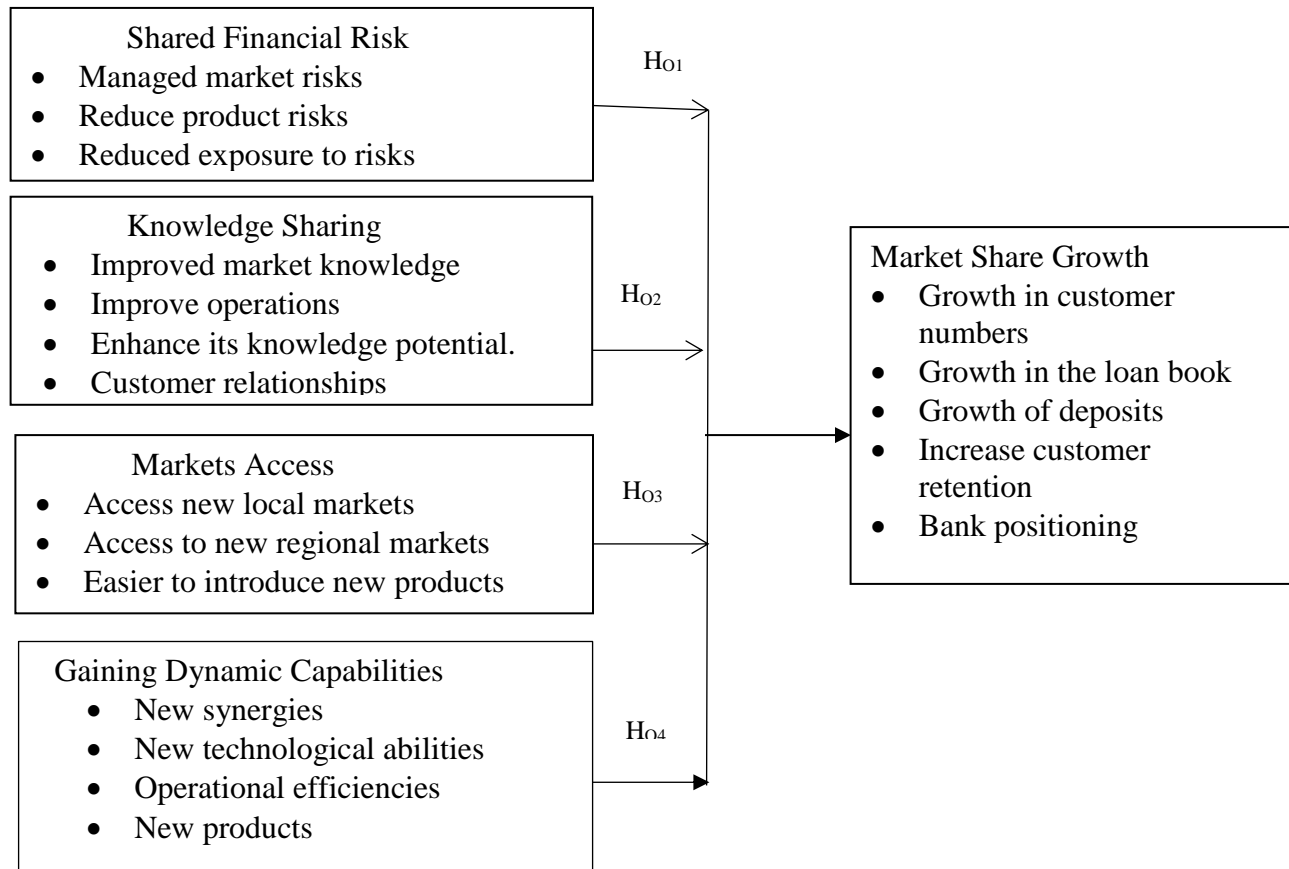 Shared Financial Risk
• Managed market risks
• Reduce product risks
• Reduced exposure to risks
HO1
Knowledge Sharing
• Improved market knowledge
• Improve operations
• Enhance its knowledge potential.
• Customer relationships
HO2
Markets Access
• Access new local markets
• Access to new regional markets
• Easier to introduce new products
HO3
Gaining Dynamic Capabilities
• New synergies
• New technological abilities
• Operational efficiencies
• New products
HO4
Market Share Growth
• Growth in customer
numbers
• Growth in the loan book
• Growth of deposits
• Increase customer
retention
• Bank positioning